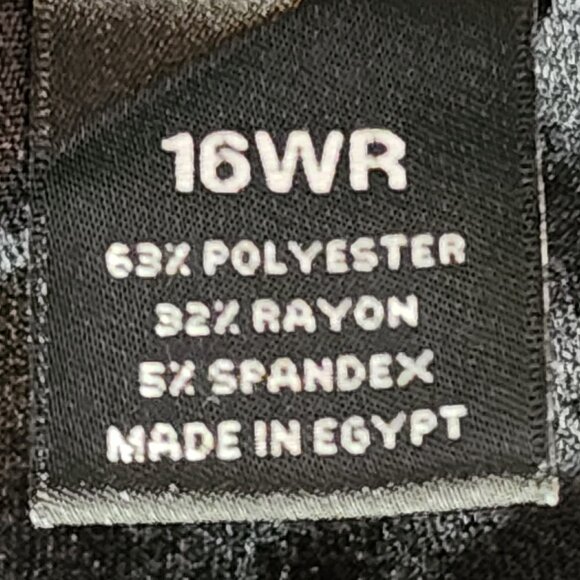 16WR
63% POLYESTER
32% RAYON
5% SPANDEX
MADE IN EGYPT